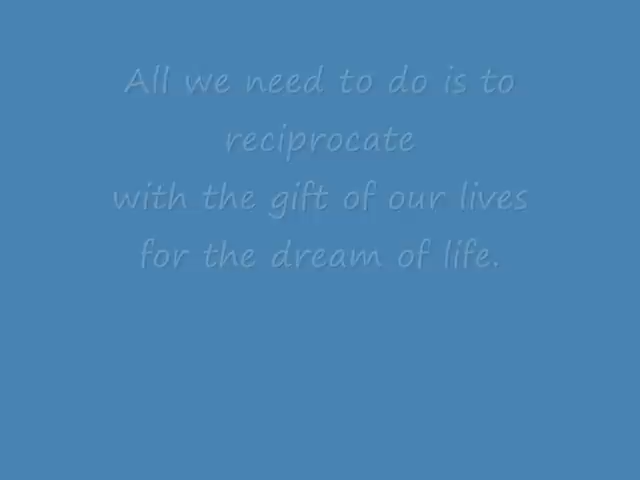 All we need to do is to
reciprocate
with the gift of our lives
for the dream of life.